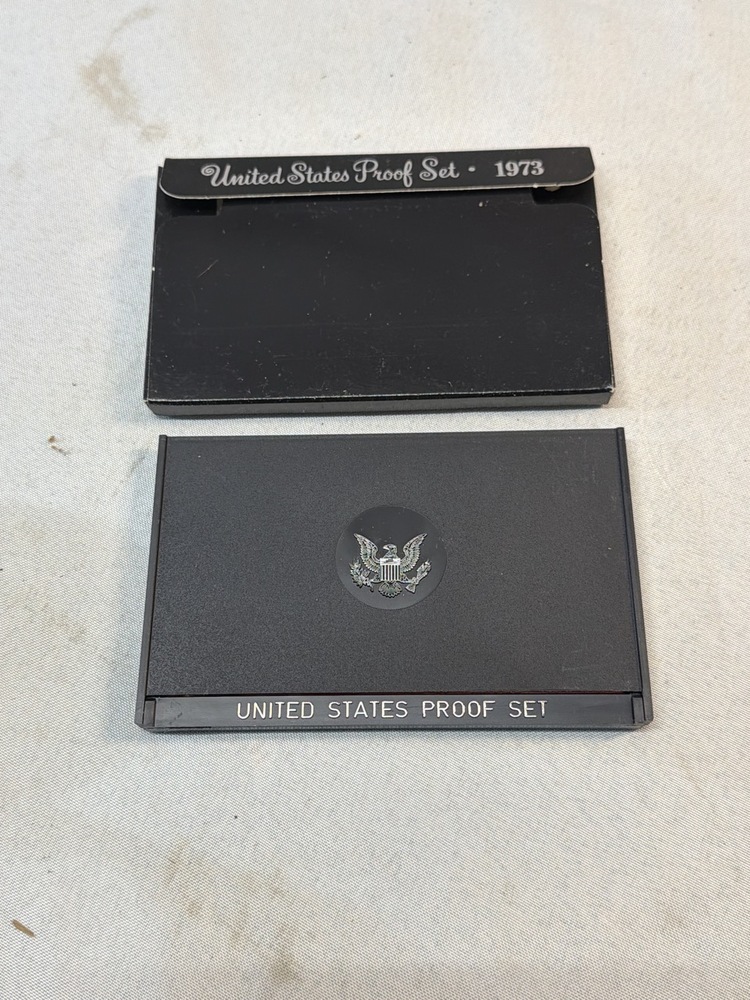 United States Proof Set • 1973
UNITED STATES PROOF SET